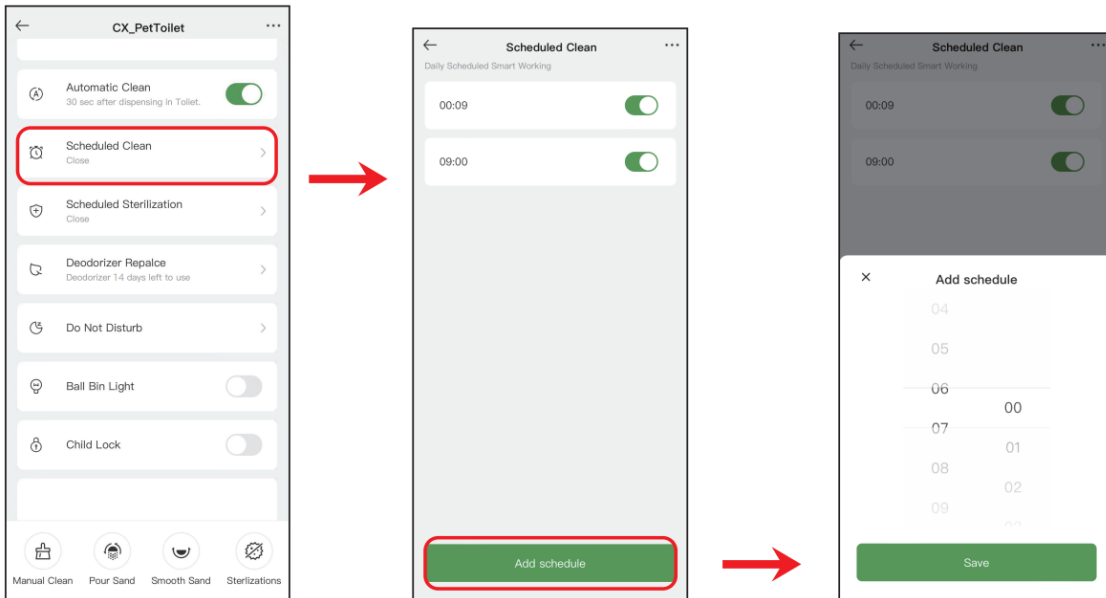 CX_PetToilet
Automatic Clean
30 sec after dispensing in Toliet.
Scheduled Clean
Close
Scheduled Sterilization
Close
Deodorizer Repalce
Deodorizer 14 days left to use
Do Not Disturb
Ball Bin Light
Child Lock
Manual Clean
Pour Sand
Smooth Sand
Sterlizations
Scheduled Clean
Daily Scheduled Smart Working
00:09
09:00
Add schedule
Scheduled Clean
Daily Scheduled Smart Working
00:09
09:00
Add schedule
04
05
06
00
07
01
08
02
09
Save